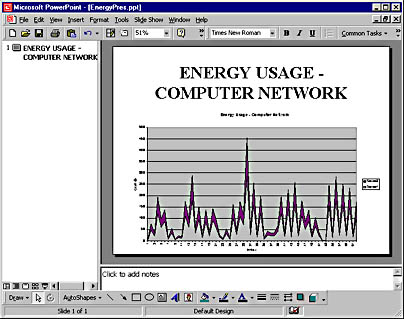 Microsoft PowerPoint - [EnergyPres.ppt]
File Edit View Insert Format Tools Slide Show Window Help
51% Times New Roman B I U Common Tasks
1 ENERGY USAGE -
COMPUTER NETWORK
ENERGY USAGE -
COMPUTER NETWORK
Energy Usage - Computer Network
Click to add notes
Draw AutoShapes
Slide 1 of 1 Default Design